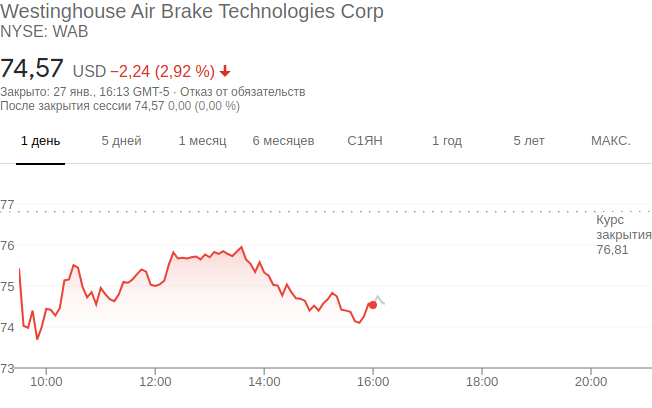 Westinghouse Air Brake Technologies Corp
NYSE: WAB
74,57 USD −2,24 (2,92 %)
Закрыто: 27 янв., 16:13 GMT-5 · Отказ от обязательств
После закрытия сессии 74,57 0,00 (0,00 %)
1 день 5 дней 1 месяц 6 месяцев С1ЯН 1 год 5 лет МАКС.
77
Курс
закрытия
76,81
76
75
74
73
10:00 12:00 14:00 16:00 18:00 20:00